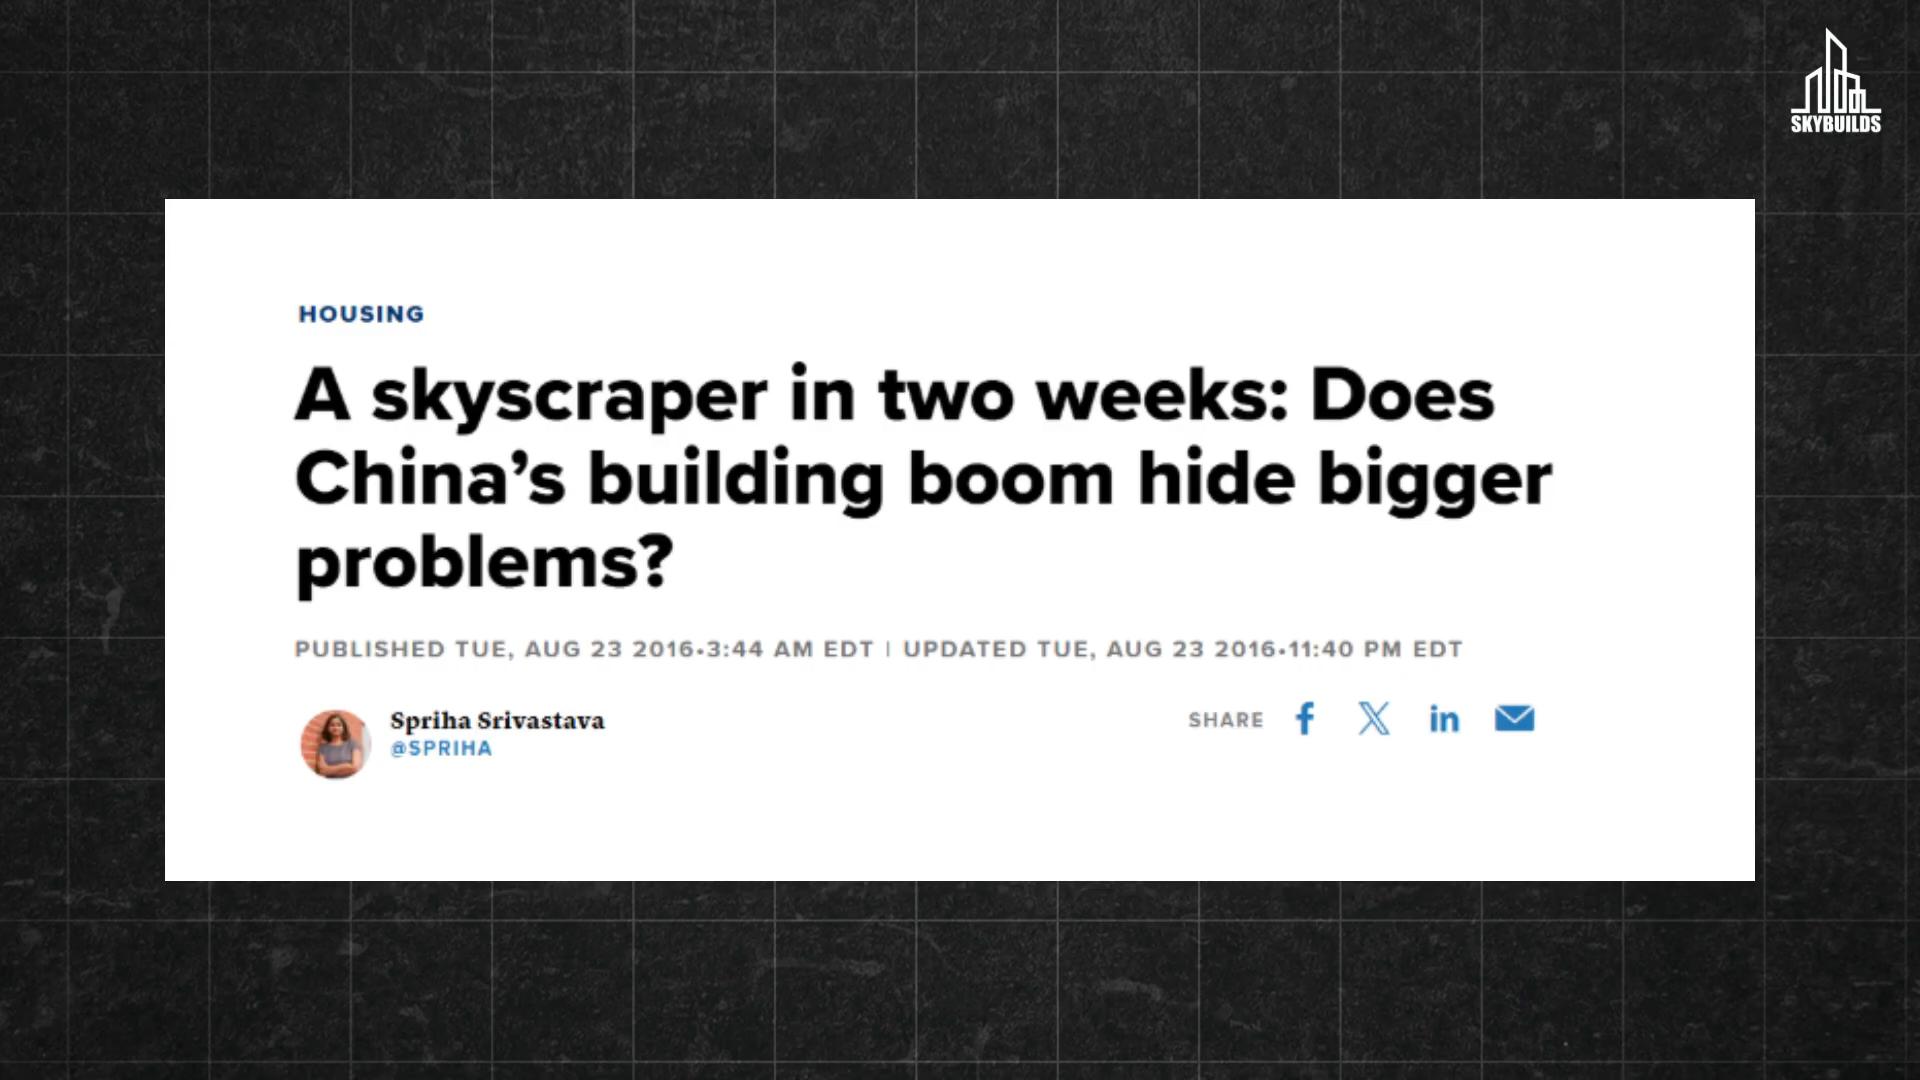 SKYBUILDS
HOUSING
A skyscraper in two weeks: Does
China’s building boom hide bigger
problems?
PUBLISHED TUE, AUG 23 2016•3:44 AM EDT | UPDATED TUE, AUG 23 2016•11:40 PM EDT
Spriha Srivastava
@SPRIHA
SHARE